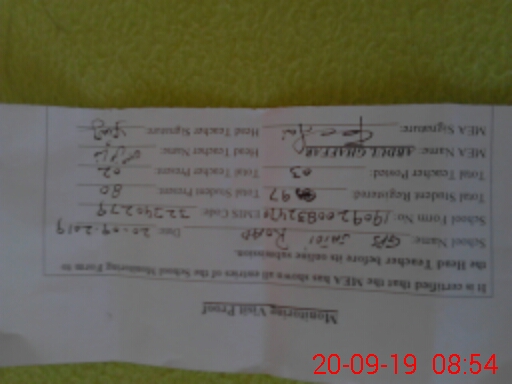 Monitoring Visit Proof
It is certified that the MEA has shown all entries of the School Monitoring Form to
the Head Teacher before its online submission.
School Name: GPS Road Date: 20-09-2019
School Form No: EMIS Code: 32240279
Total Student Registered: 97 Total Student Present: 80
Total Teacher Posted: 03 Total Teacher Present: 02
MEA Name: ABDUL GHAFFAR Head Teacher Name:
MEA Signature: Head Teacher Signature:
20-09-19 08:54